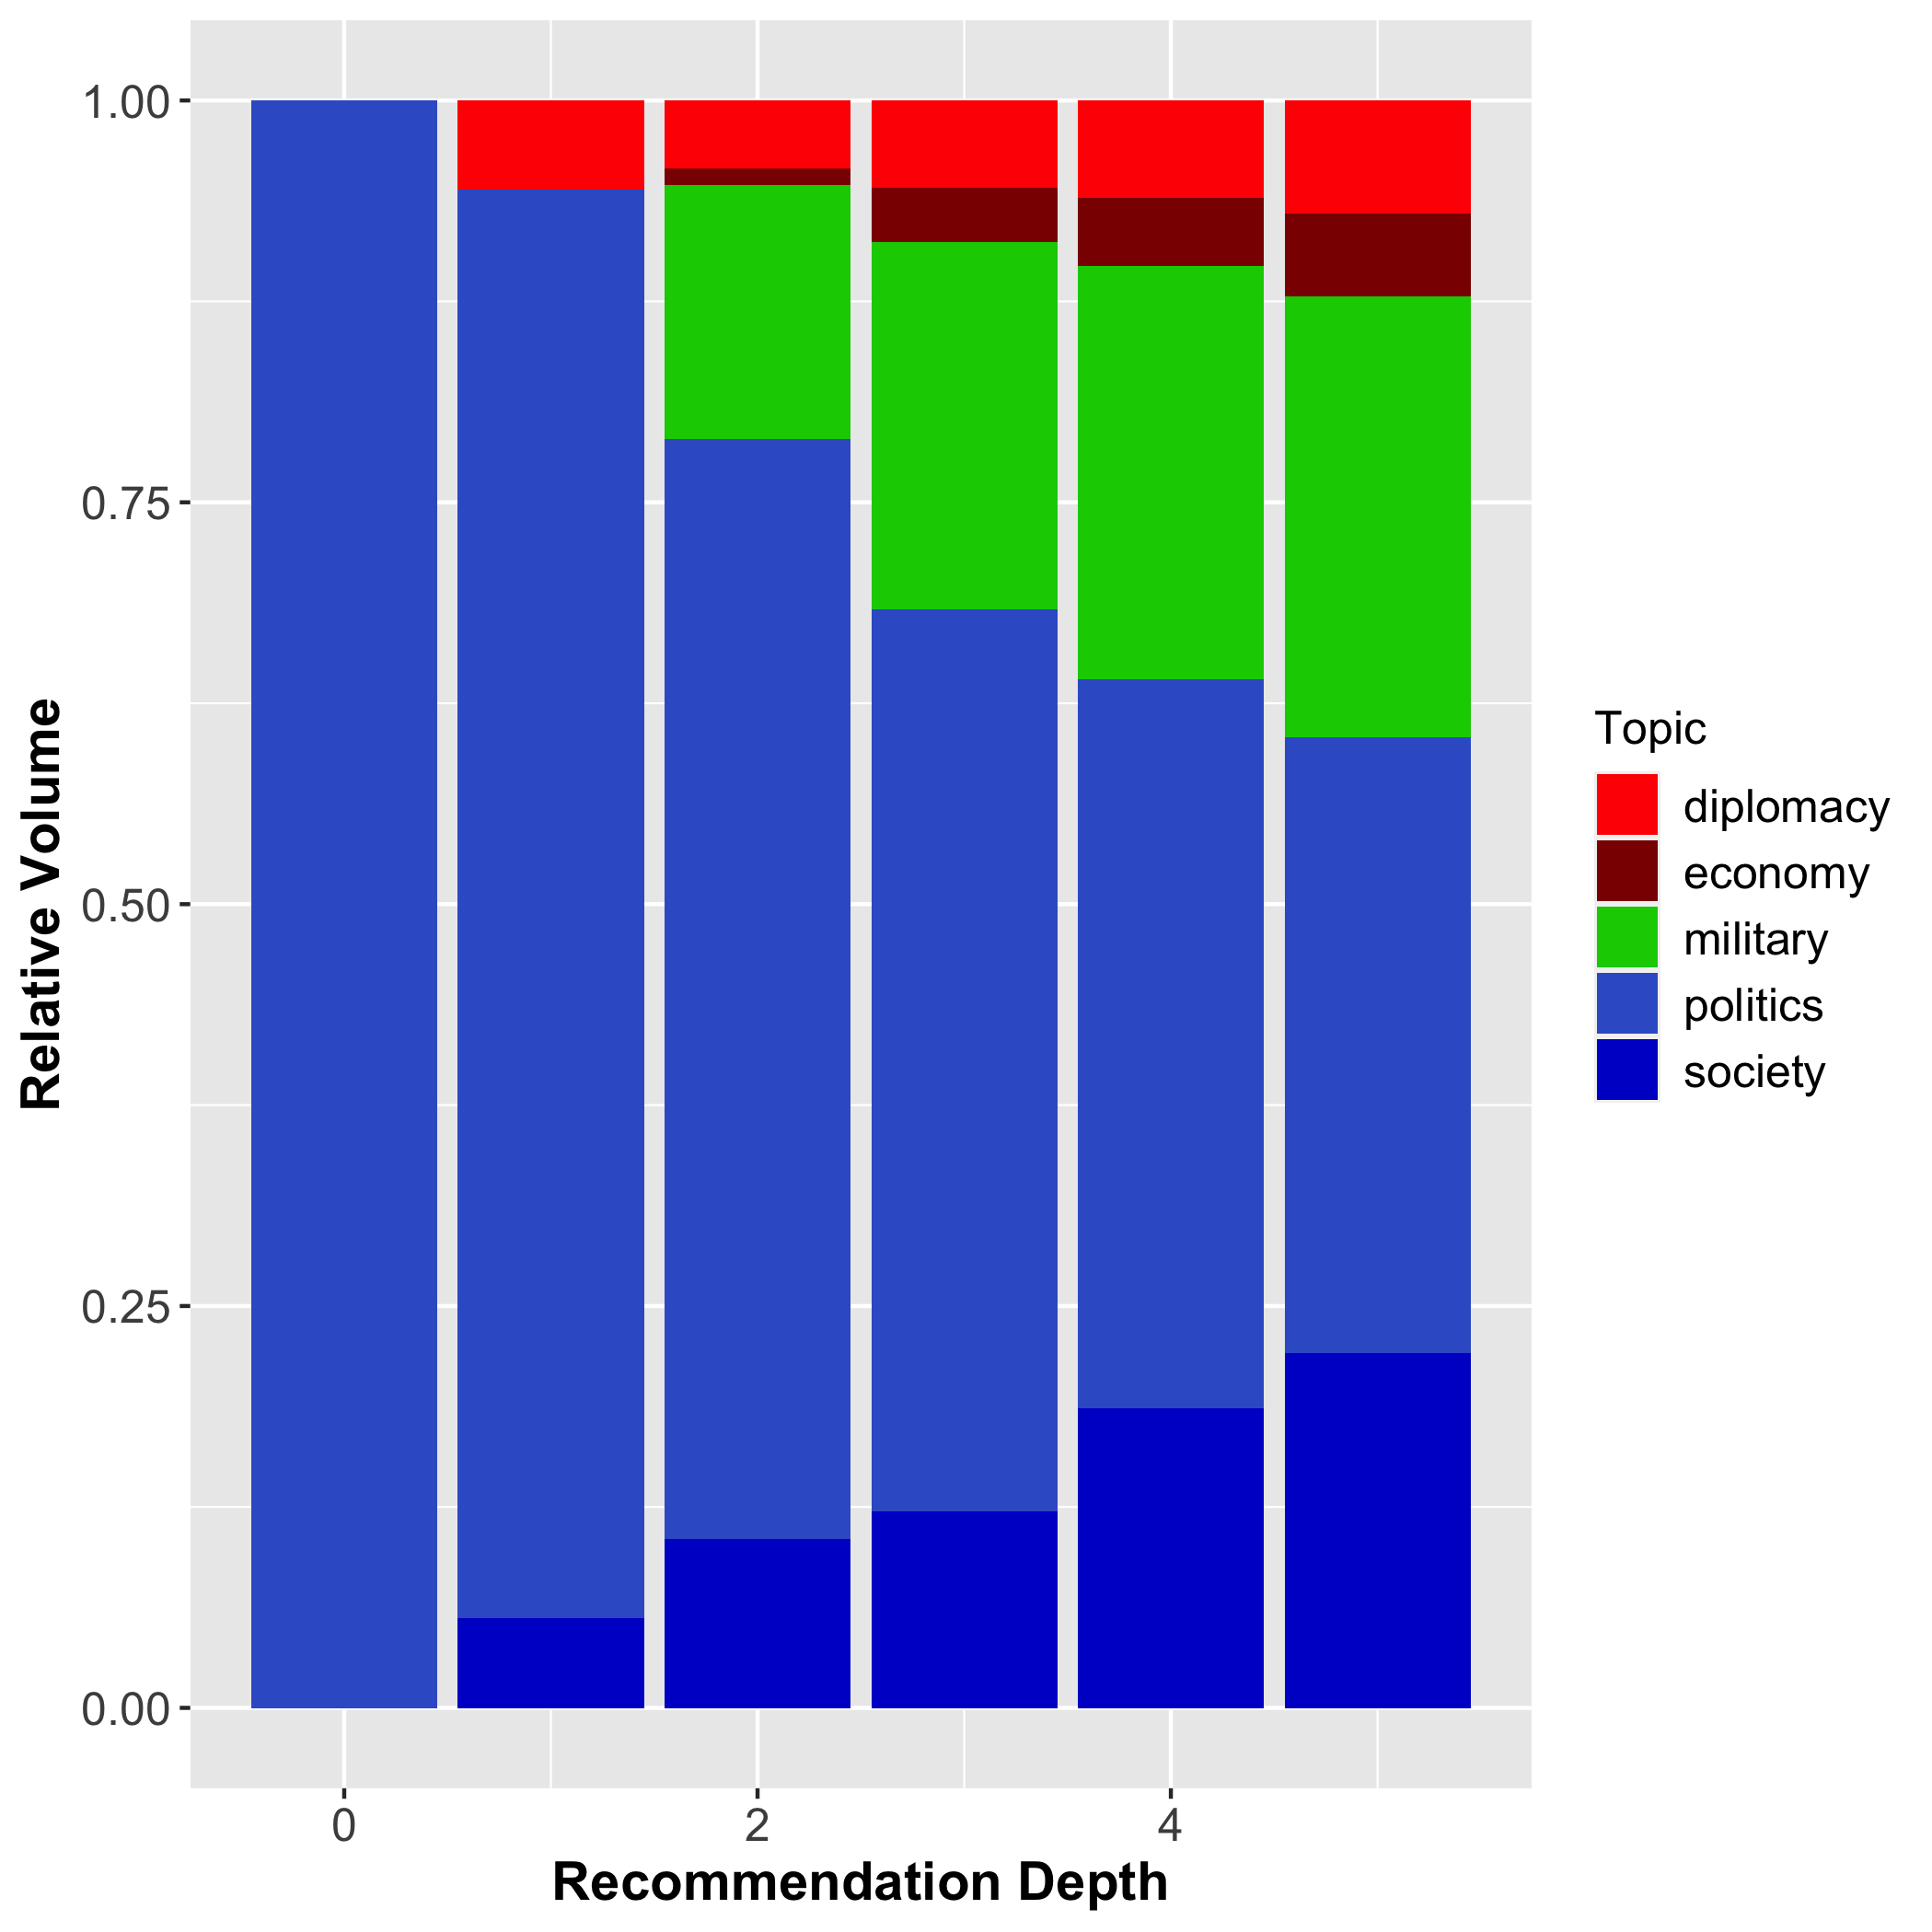 1.00
0.75
0.50
0.25
0.00
Relative Volume
0
2
4
Recommendation Depth
Topic
diplomacy
economy
military
politics
society